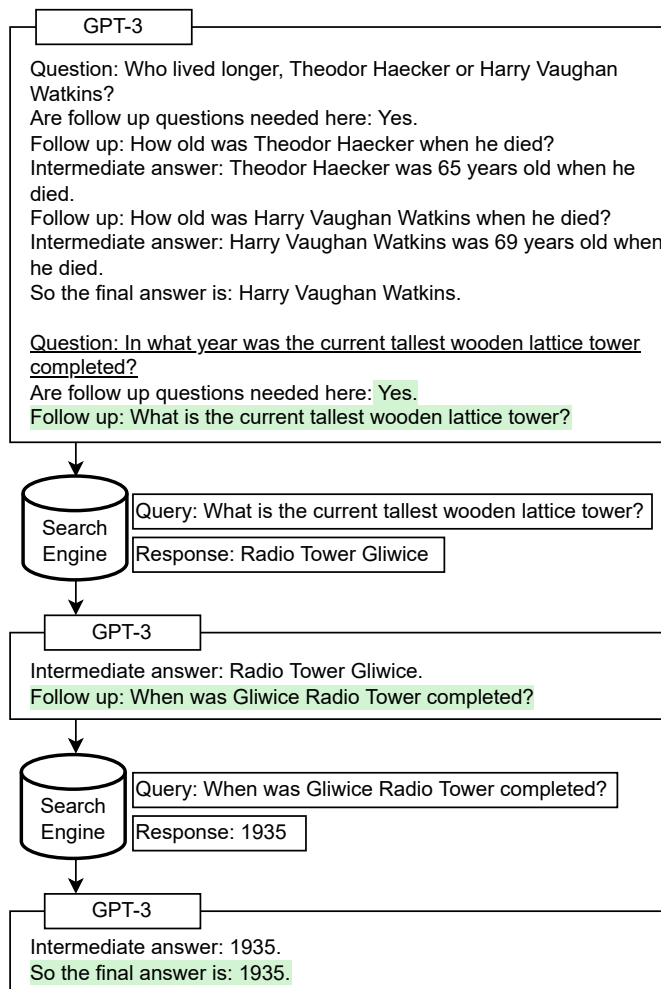 GPT-3
Question: Who lived longer, Theodor Haecker or Harry Vaughan
Watkins?
Are follow up questions needed here: Yes.
Follow up: How old was Theodor Haecker when he died?
Intermediate answer: Theodor Haecker was 65 years old when he
died.
Follow up: How old was Harry Vaughan Watkins when he died?
Intermediate answer: Harry Vaughan Watkins was 69 years old when
he died.
So the final answer is: Harry Vaughan Watkins.
Question: In what year was the current tallest wooden lattice tower
completed?
Are follow up questions needed here: Yes.
Follow up: What is the current tallest wooden lattice tower?
Search
Engine
Query: What is the current tallest wooden lattice tower?
Response: Radio Tower Gliwice
GPT-3
Intermediate answer: Radio Tower Gliwice.
Follow up: When was Gliwice Radio Tower completed?
Search
Engine
Query: When was Gliwice Radio Tower completed?
Response: 1935
GPT-3
Intermediate answer: 1935.
So the final answer is: 1935.